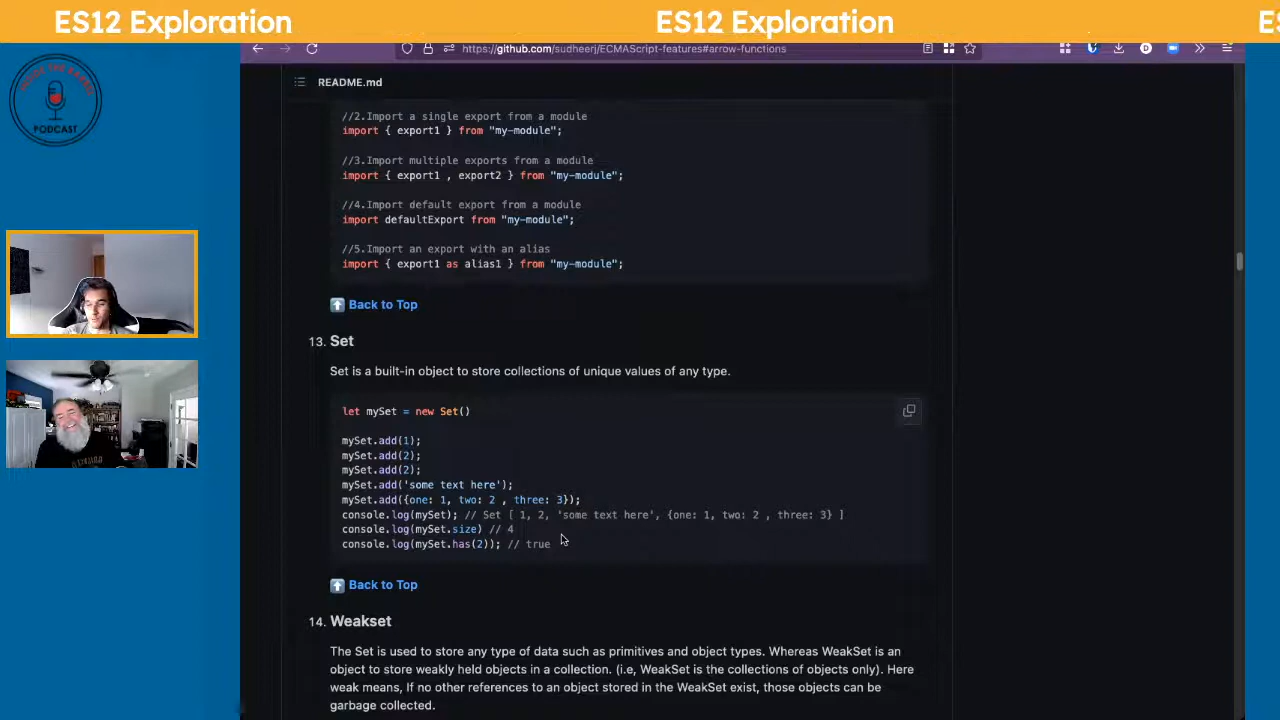 ES12 Exploration
ES12 Exploration
ES
https://github.com/sudheerj/ECMAScript-features#arrow-functions
PODCAST
README.md
//2.Import a single export from a module
import { export1 } from "my-module";
//3.Import multiple exports from a module
import { export1 , export2 } from "my-module";
//4.Import default export from a module
import defaultExport from "my-module";
//5.Import an export with an alias
import { export1 as alias1 } from "my-module";
Back to Top
13. Set
Set is a built-in object to store collections of unique values of any type.
let mySet = new Set()
mySet.add(1);
mySet.add(2);
mySet.add(2);
mySet.add('some text here');
mySet.add({one: 1, two: 2 , three: 3});
console.log(mySet); // Set [ 1, 2, 'some text here', {one: 1, two: 2 , three: 3} ]
console.log(mySet.size) // 4
console.log(mySet.has(2)); // true
Back to Top
14. Weakset
The Set is used to store any type of data such as primitives and object types. Whereas WeakSet is an
object to store weakly held objects in a collection. (i.e, WeakSet is the collections of objects only). Here
weak means, If no other references to an object stored in the WeakSet exist, those objects can be
garbage collected.